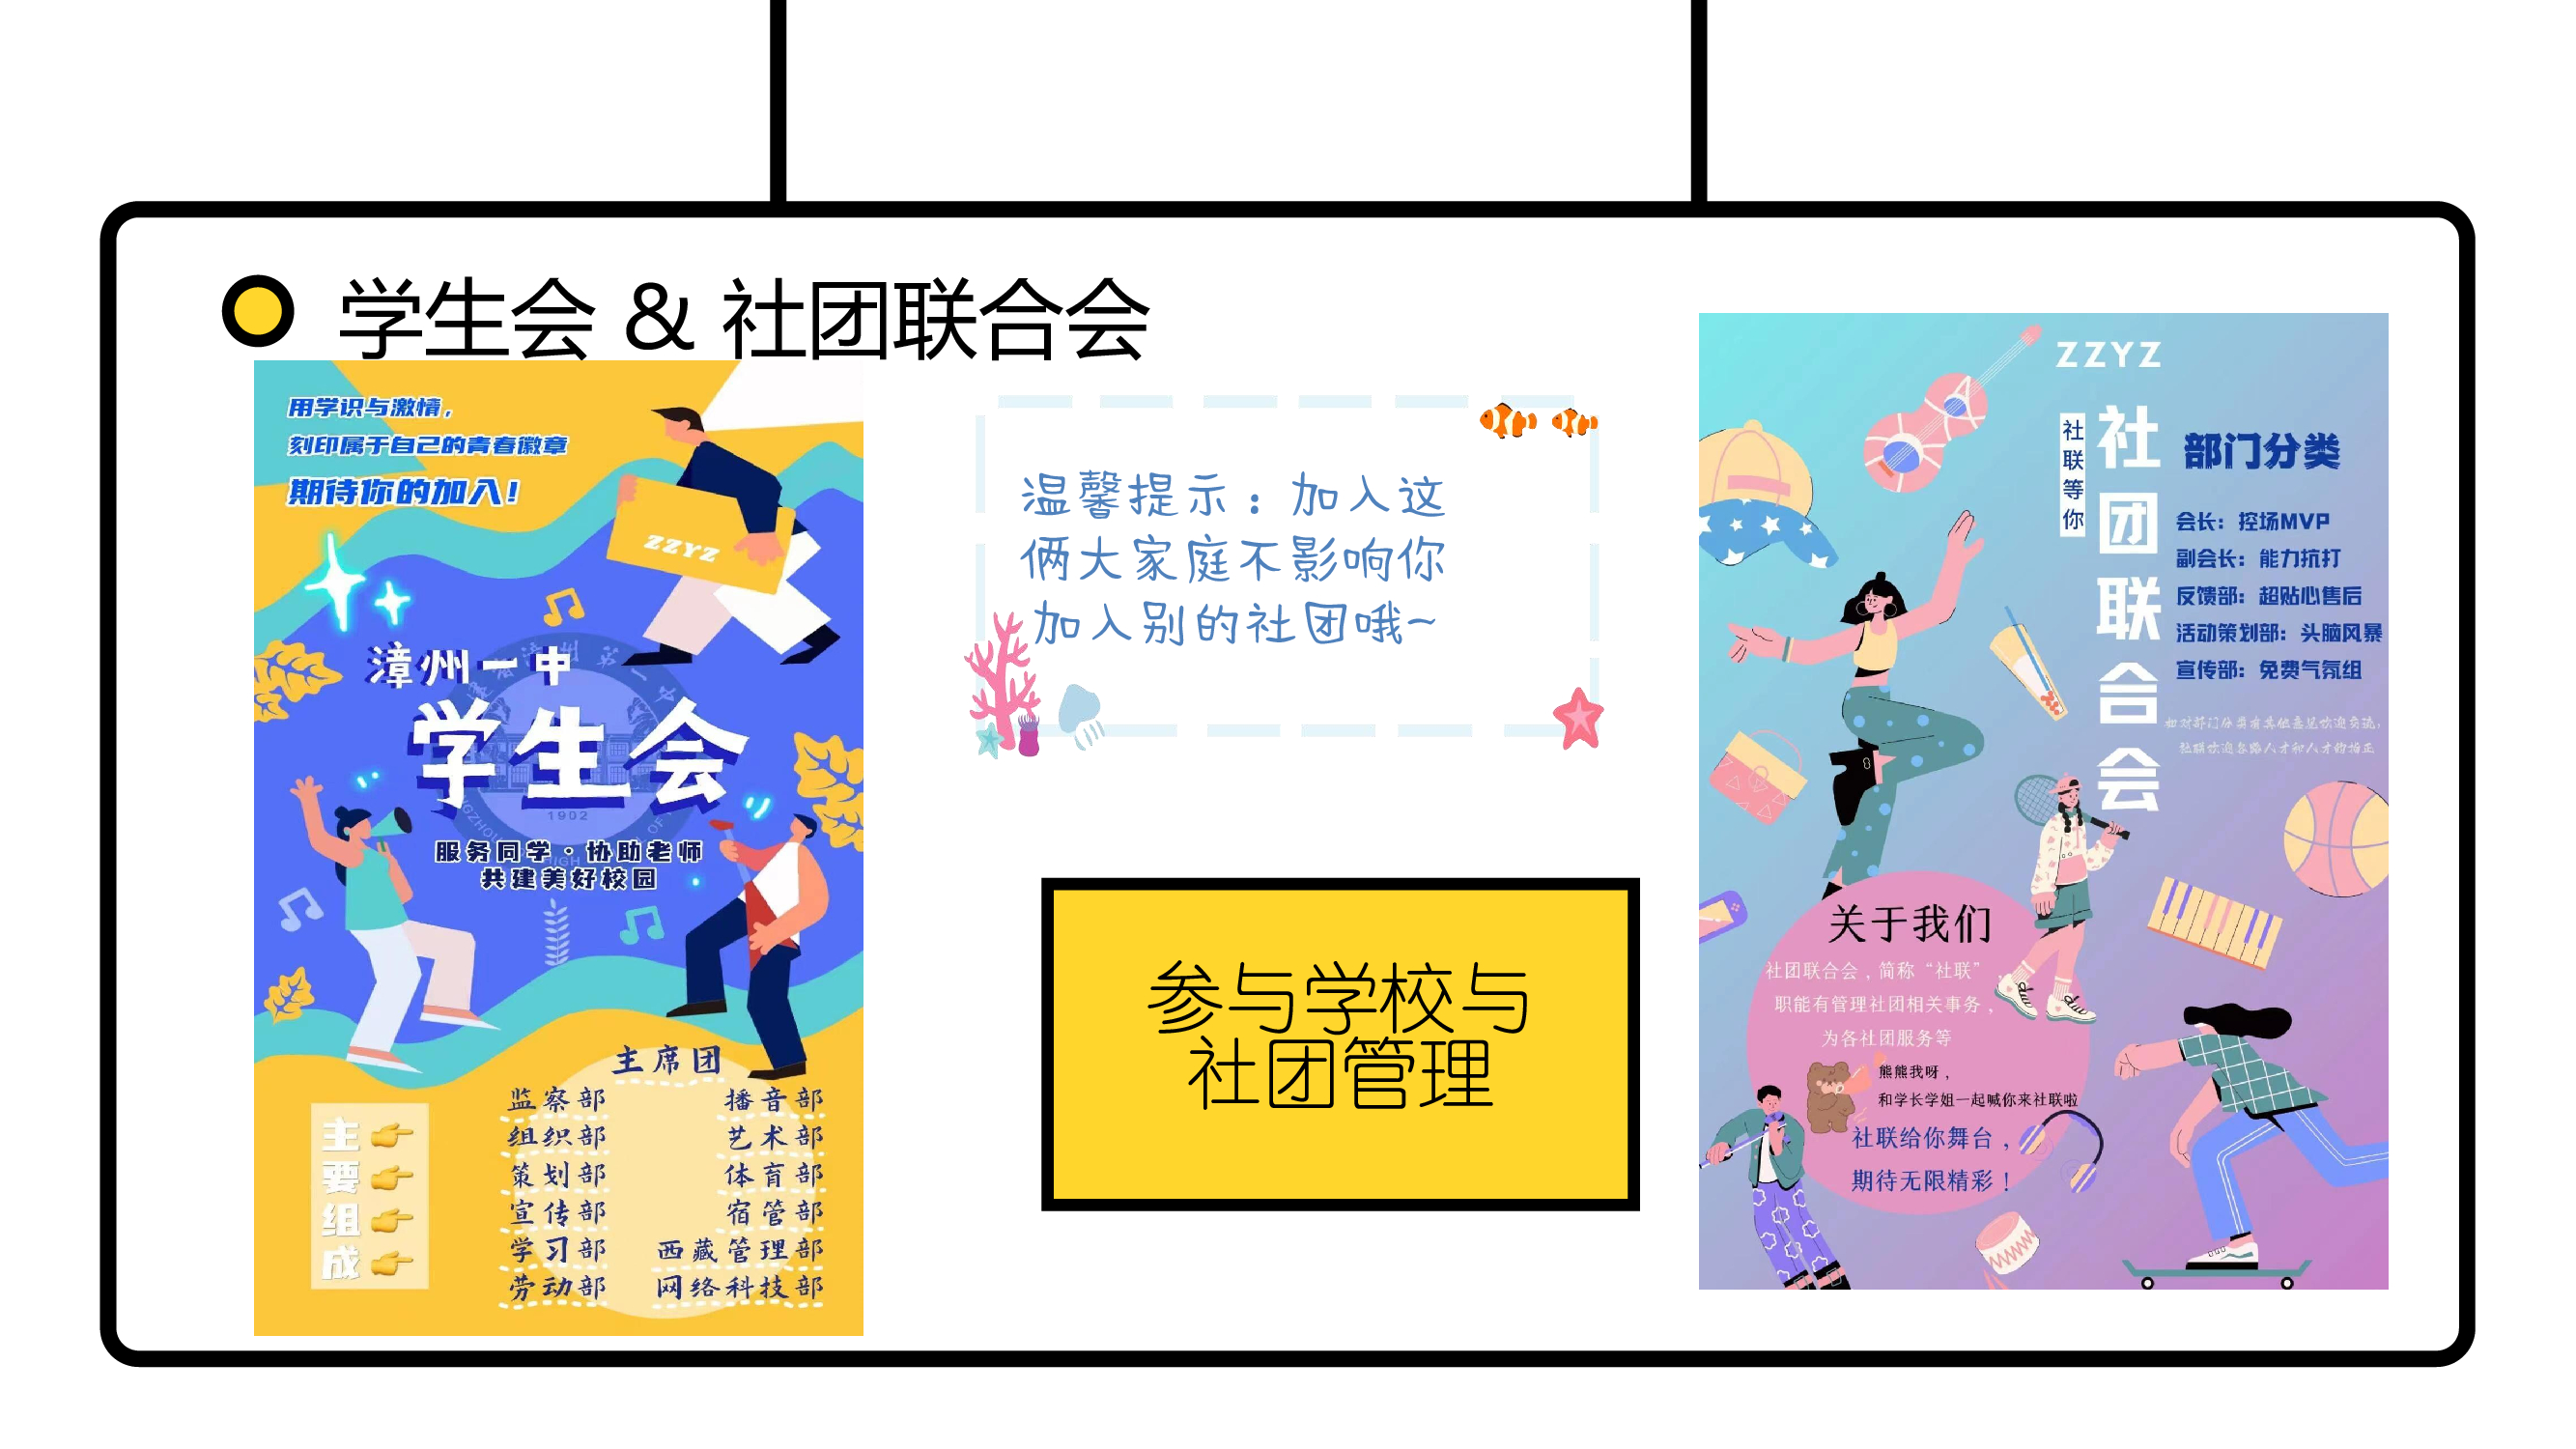 学生会 & 社团联合会
用学识与激情，
刻印属于自己的青春徽章
期待你的加入！
ZZYZ
漳州一中
学生会
1902
服务同学·协助老师
共建美好校园
主要组成
主席团
监察部 播音部
组织部 艺术部
策划部 体育部
宣传部 宿管部
学习部 西藏管理部
劳动部 网络科技部
温馨提示：加入这
俩大家庭不影响你
加入别的社团哦~
参与学校与
社团管理
ZZYZ
社联等你
社团联合会
部门分类
会长：控场MVP
副会长：能力抗打
反馈部：超贴心售后
活动策划部：头脑风暴
宣传部：免费气氛组
关于我们
社团联合会，简称“社联”，
职能有管理社团相关事务，
为各社团服务等
熊熊我呀，
和学长学姐一起喊你来社联啦
社联给你舞台，
期待无限精彩！